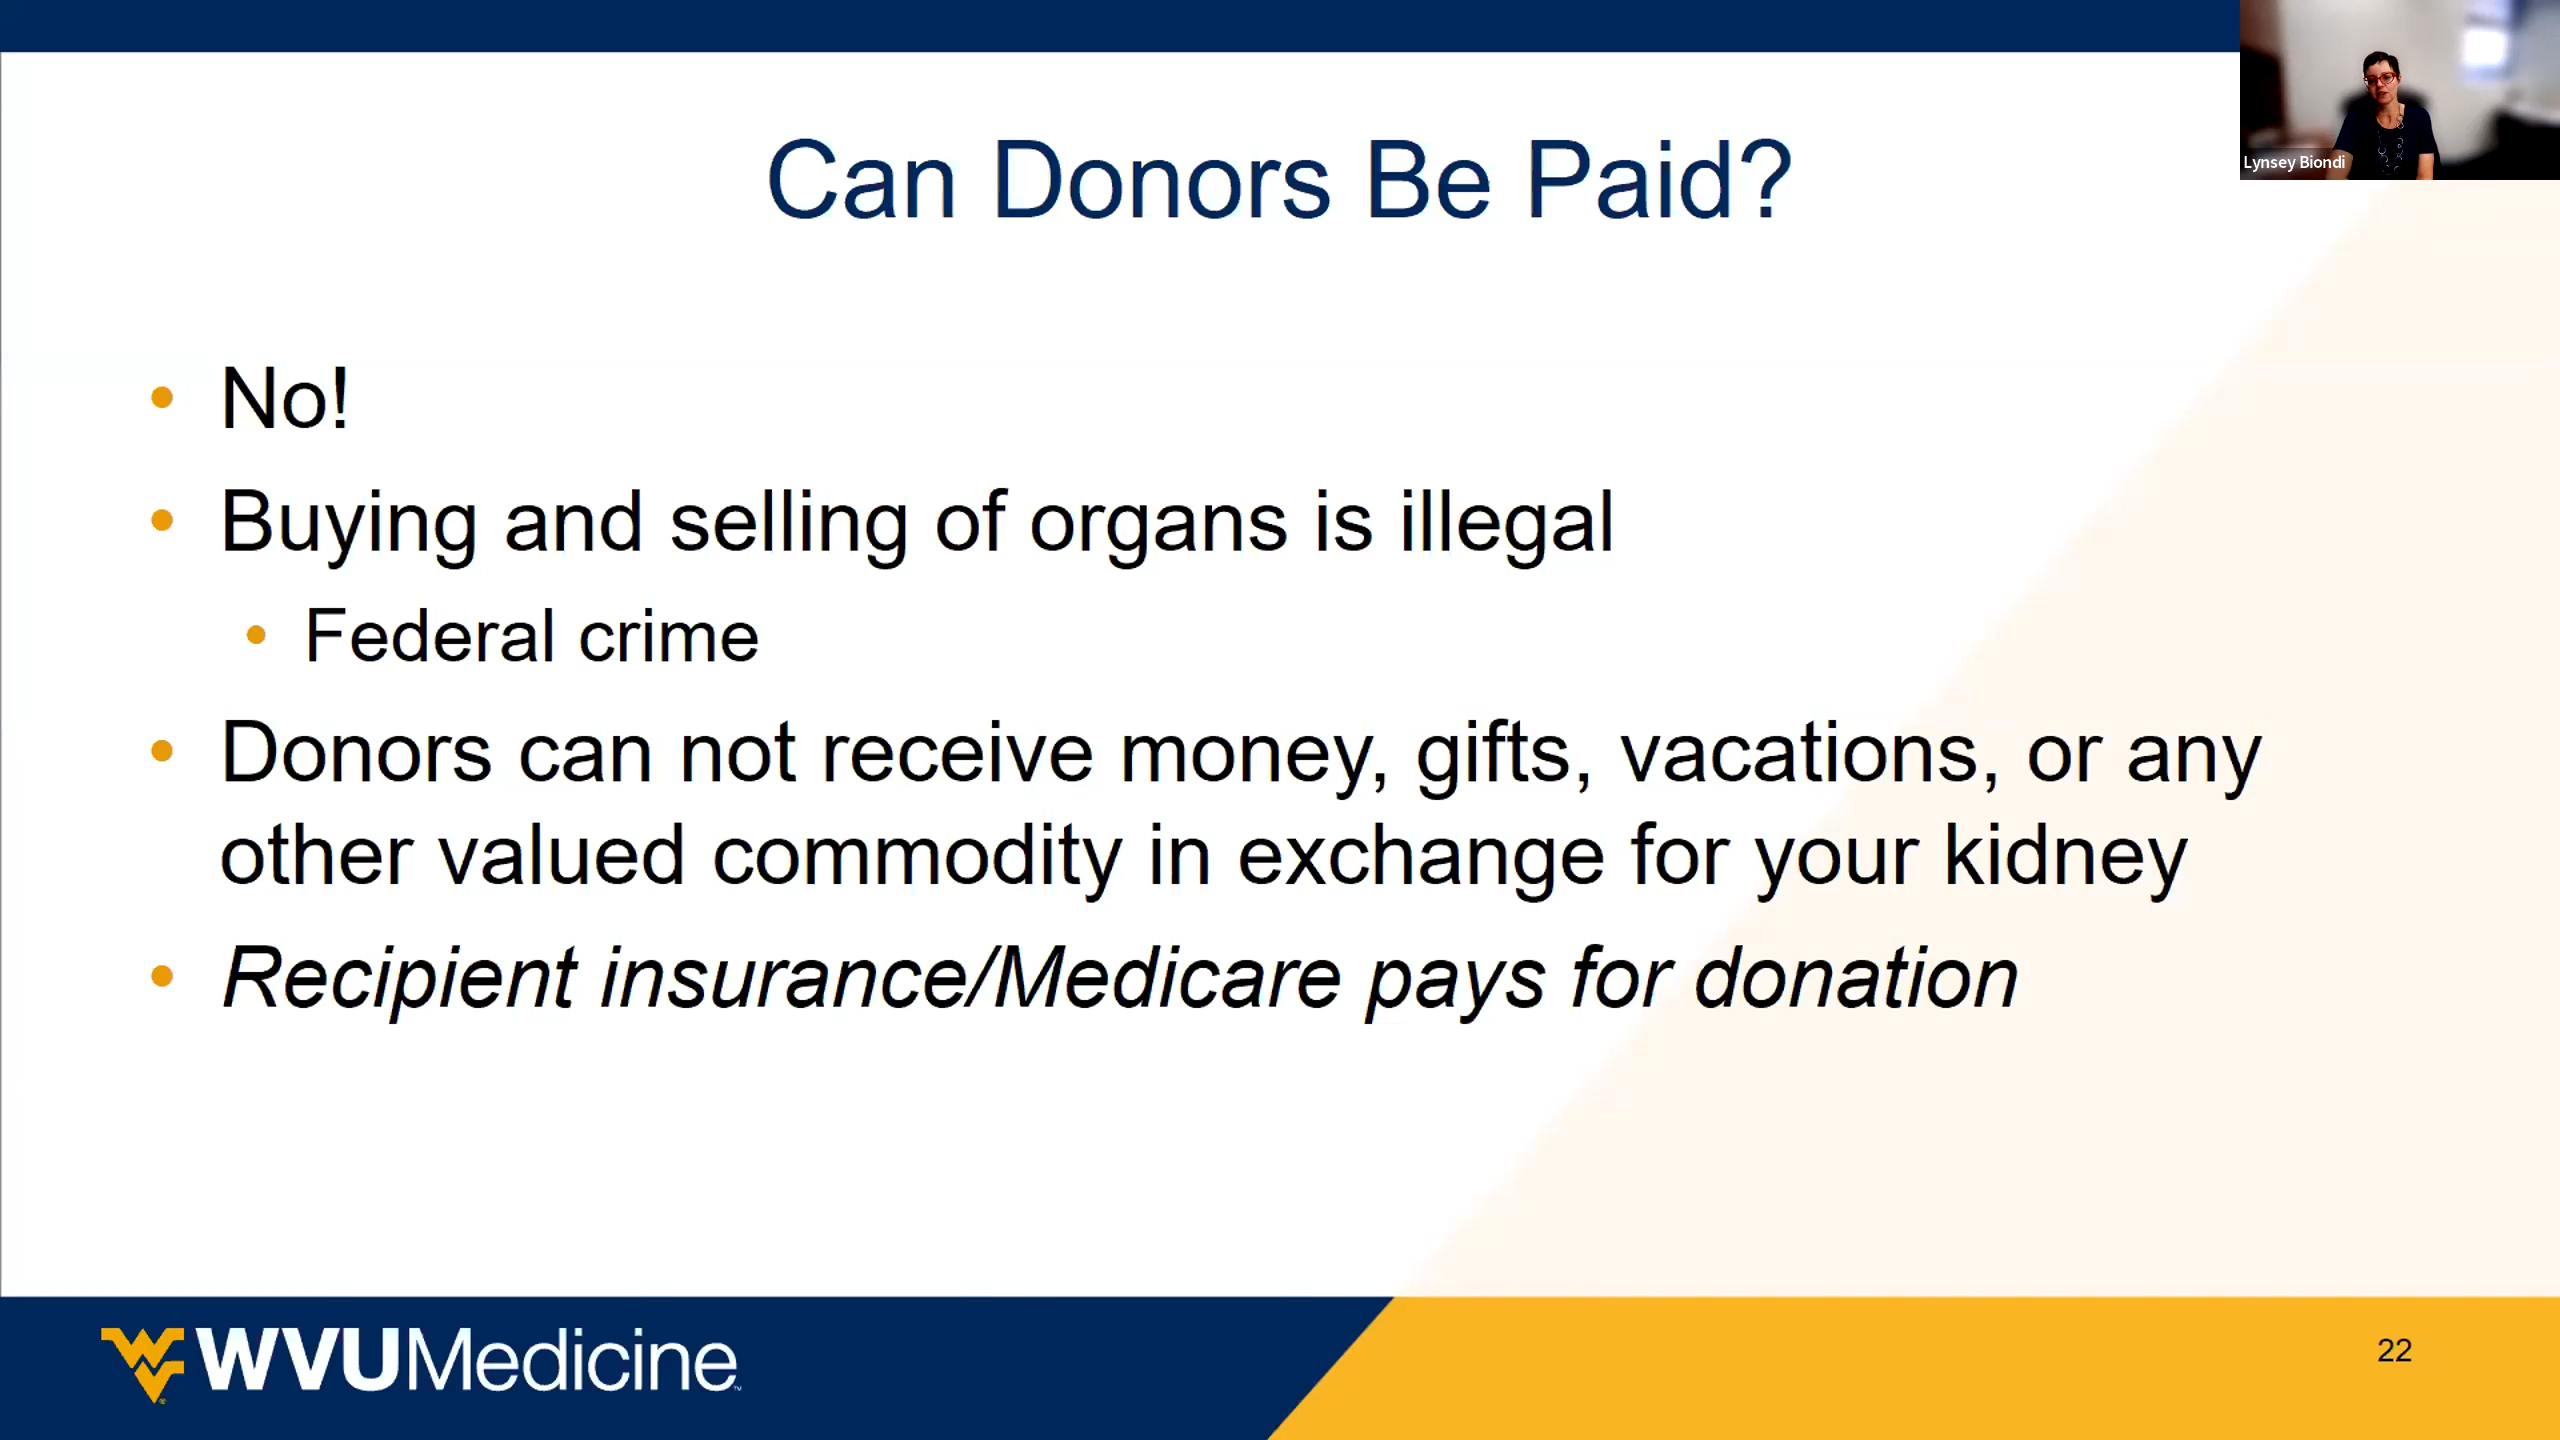 Lynsey Biondi
Can Donors Be Paid?
• No!
• Buying and selling of organs is illegal
• Federal crime
• Donors can not receive money, gifts, vacations, or any
other valued commodity in exchange for your kidney
• Recipient insurance/Medicare pays for donation
WVUMedicine
22